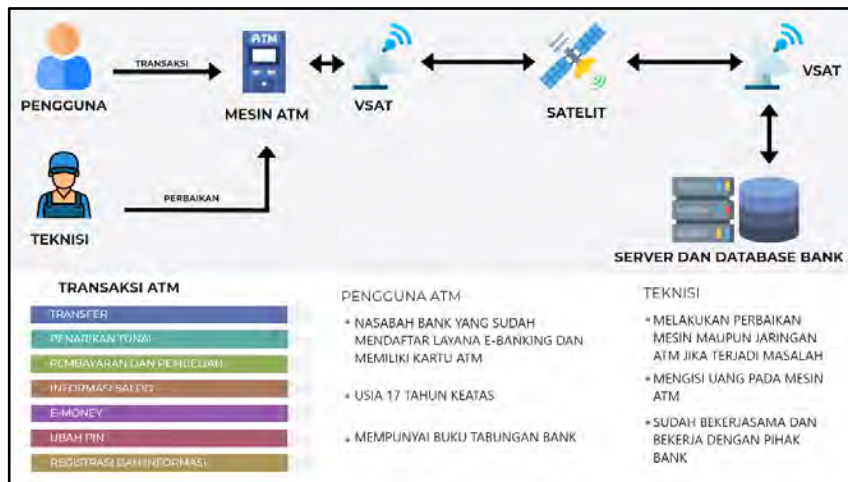 TRANSAKSI
ATM
PENGGUNA
MESIN ATM
VSAT
SATELIT
VSAT
PERBAIKAN
TEKNISI
SERVER DAN DATABASE BANK
TRANSAKSI ATM
TRANSFER
PENARIKAN TUNAI
PEMBAYARAN DAN PEMBELIAN
INFORMASI SALDO
E-MONEY
UBAH PIN
REGISTRASI DAN INFORMASI
PENGGUNA ATM
• NASABAH BANK YANG SUDAH
MENDAFTAR LAYANA E-BANKING DAN
MEMILIKI KARTU ATM
• USIA 17 TAHUN KEATAS
• MEMPUNYAI BUKU TABUNGAN BANK
TEKNISI
• MELAKUKAN PERBAIKAN
MESIN MAUPUN JARINGAN
ATM JIKA TERJADI MASALAH
• MENGISI UANG PADA MESIN
ATM
• SUDAH BEKERJASAMA DAN
BEKERJA DENGAN PIHAK
BANK